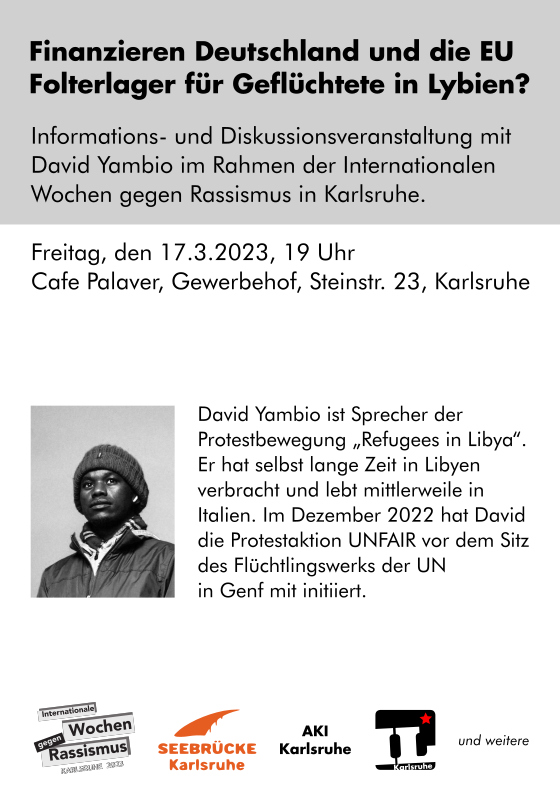 Finanzieren Deutschland und die EU
Folterlager für Geflüchtete in Lybien?
Informations- und Diskussionsveranstaltung mit
David Yambio im Rahmen der Internationalen
Wochen gegen Rassismus in Karlsruhe.
Freitag, den 17.3.2023, 19 Uhr
Cafe Palaver, Gewerbehof, Steinstr. 23, Karlsruhe
David Yambio ist Sprecher der
Protestbewegung „Refugees in Libya“.
Er hat selbst lange Zeit in Libyen
verbracht und lebt mittlerweile in
Italien. Im Dezember 2022 hat David
die Protestaktion UNFAIR vor dem Sitz
des Flüchtlingswerks der UN
in Genf mit initiiert.
Internationale
Wochen
gegen
Rassismus
KARLSRUHE 2023
SEEBRÜCKE
Karlsruhe
AKI
Karlsruhe
Karlsruhe
und weitere